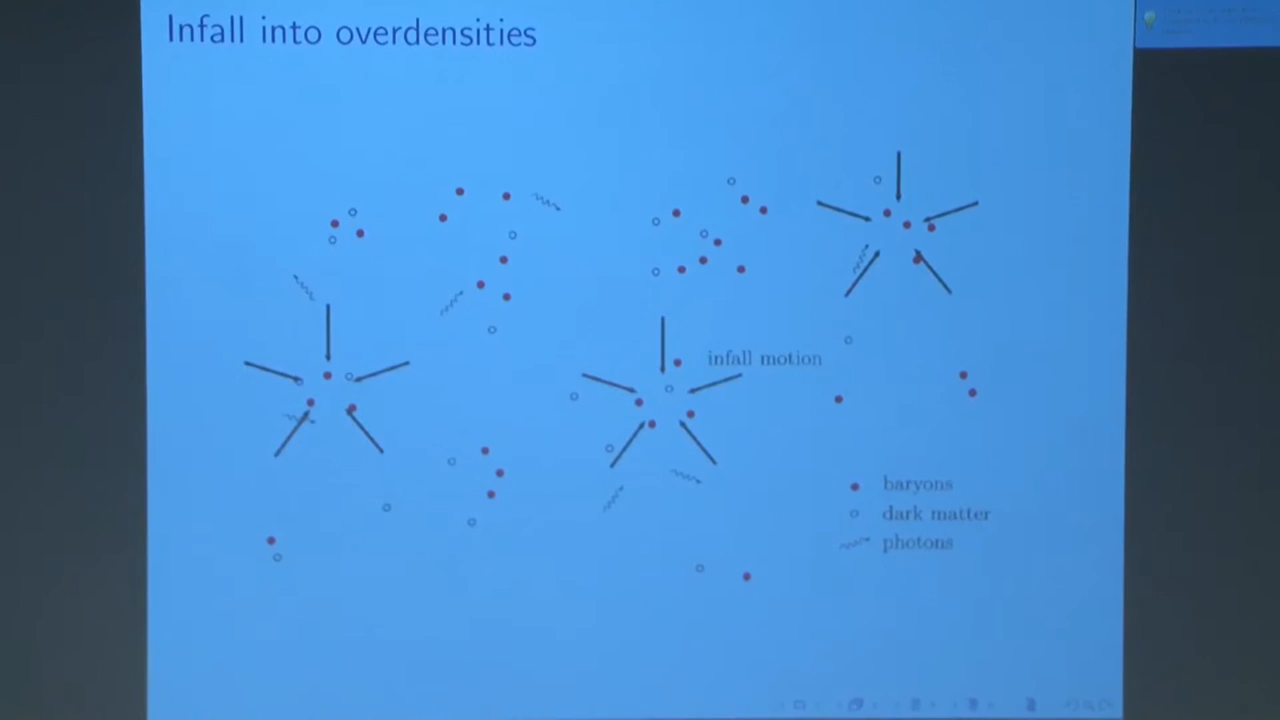 Infall into overdensities
infall motion
baryons
dark matter
photons